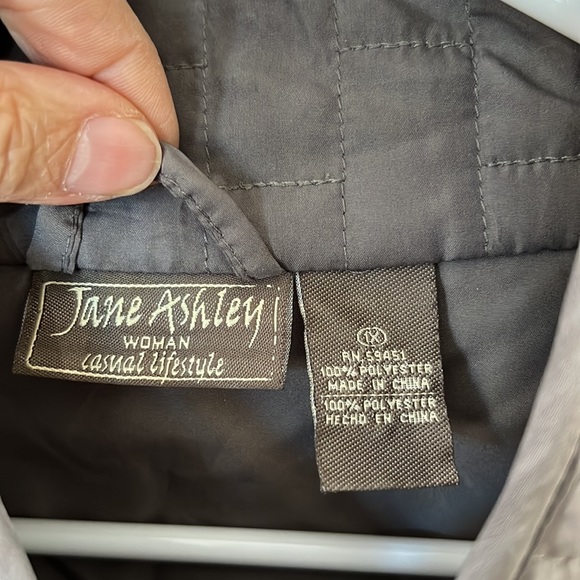 Jane Ashley
WOMAN
casual lifestyle
1X
RN 59451
100% POLYESTER
MADE IN CHINA
100% POLYESTER
HECHO EN CHINA